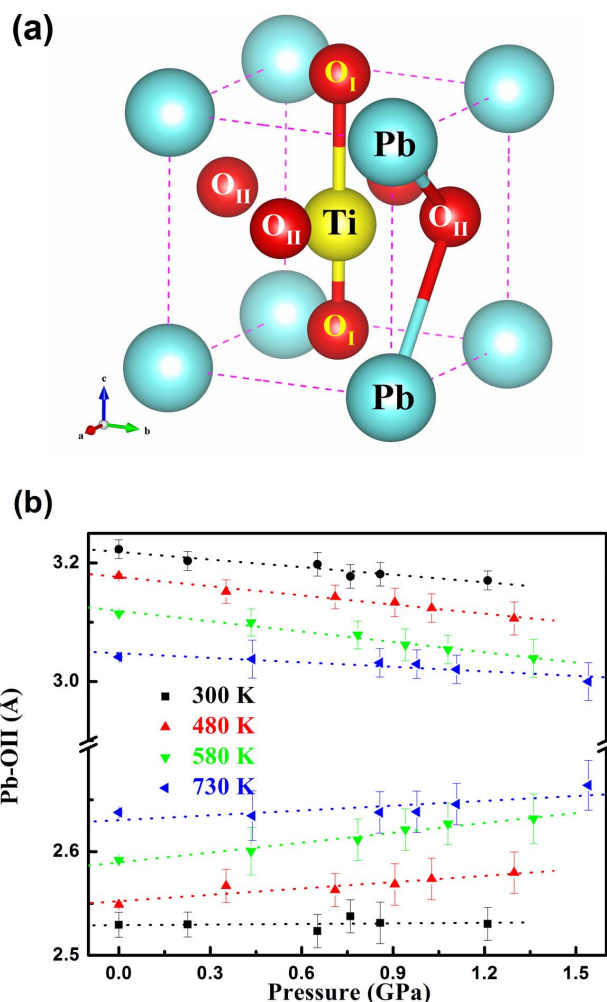 (a)
O_I
Pb
O_II
O_II
Ti
O_II
O_I
Pb
c
a
b
(b)
3.2
3.0
300 K
480 K
580 K
730 K
2.6
2.5
Pb-OII (Å)
0.0 0.3 0.6 0.9 1.2 1.5
Pressure (GPa)